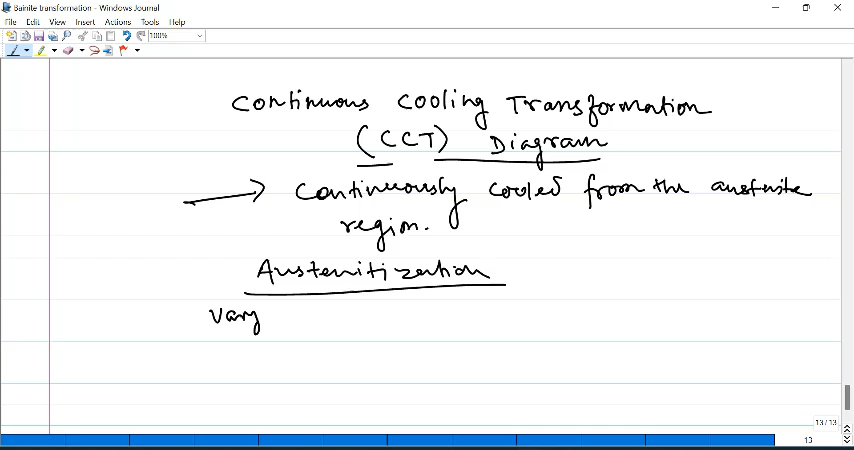 Bainite transformation - Windows Journal
File Edit View Insert Actions Tools Help
100%
Continuous Cooling Transformation
(CCT) Diagram
→ Continuously cooled from the austenite
region.
Austenitization
Vary
13/13
13